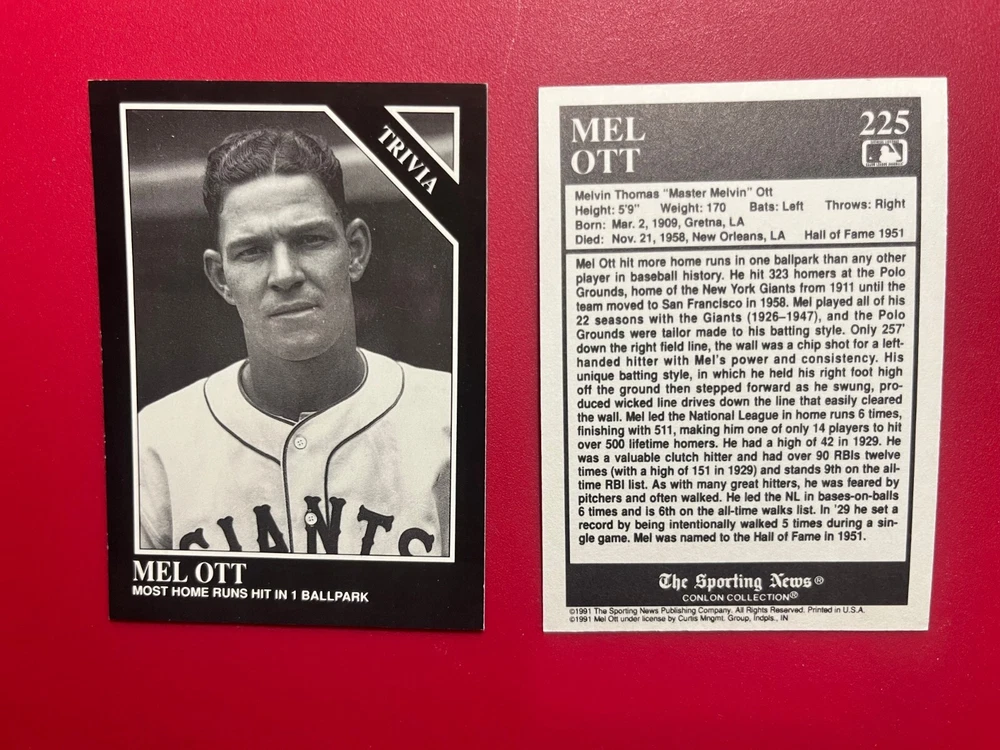 TRIVIA
GIANTS
MEL OTT
MOST HOME RUNS HIT IN 1 BALLPARK
MEL
OTT
225
Melvin Thomas "Master Melvin" Ott
Height: 5'9" Weight: 170 Bats: Left Throws: Right
Born: Mar. 2, 1909, Gretna, LA
Died: Nov. 21, 1958, New Orleans, LA Hall of Fame 1951
Mel Ott hit more home runs in one ballpark than any other
player in baseball history. He hit 323 homers at the Polo
Grounds, home of the New York Giants from 1911 until the
team moved to San Francisco in 1958. Mel played all of his
22 seasons with the Giants (1926–1947), and the Polo
Grounds were tailor made to his batting style. Only 257'
down the right field line, the wall was a chip shot for a left-
handed hitter with Mel's power and consistency. His
unique batting style, in which he held his right foot high
off the ground then stepped forward as he swung, pro-
duced wicked line drives down the line that easily cleared
the wall. Mel led the National League in home runs 6 times,
finishing with 511, making him one of only 14 players to hit
over 500 lifetime homers. He had a high of 42 in 1929. He
was a valuable clutch hitter and had over 90 RBIs twelve
times (with a high of 151 in 1929) and stands 9th on the all-
time RBI list. As with many great hitters, he was feared by
pitchers and often walked. He led the NL in bases-on-balls
6 times and is 6th on the all-time walks list. In '29 he set a
record by being intentionally walked 5 times during a sin-
gle game. Mel was named to the Hall of Fame in 1951.
The Sporting News®
CONLON COLLECTION®
©1991 The Sporting News Publishing Company. All Rights Reserved. Printed in U.S.A.
©1991 Mel Ott under license by Curtis Mngmt. Group, Indpls., IN